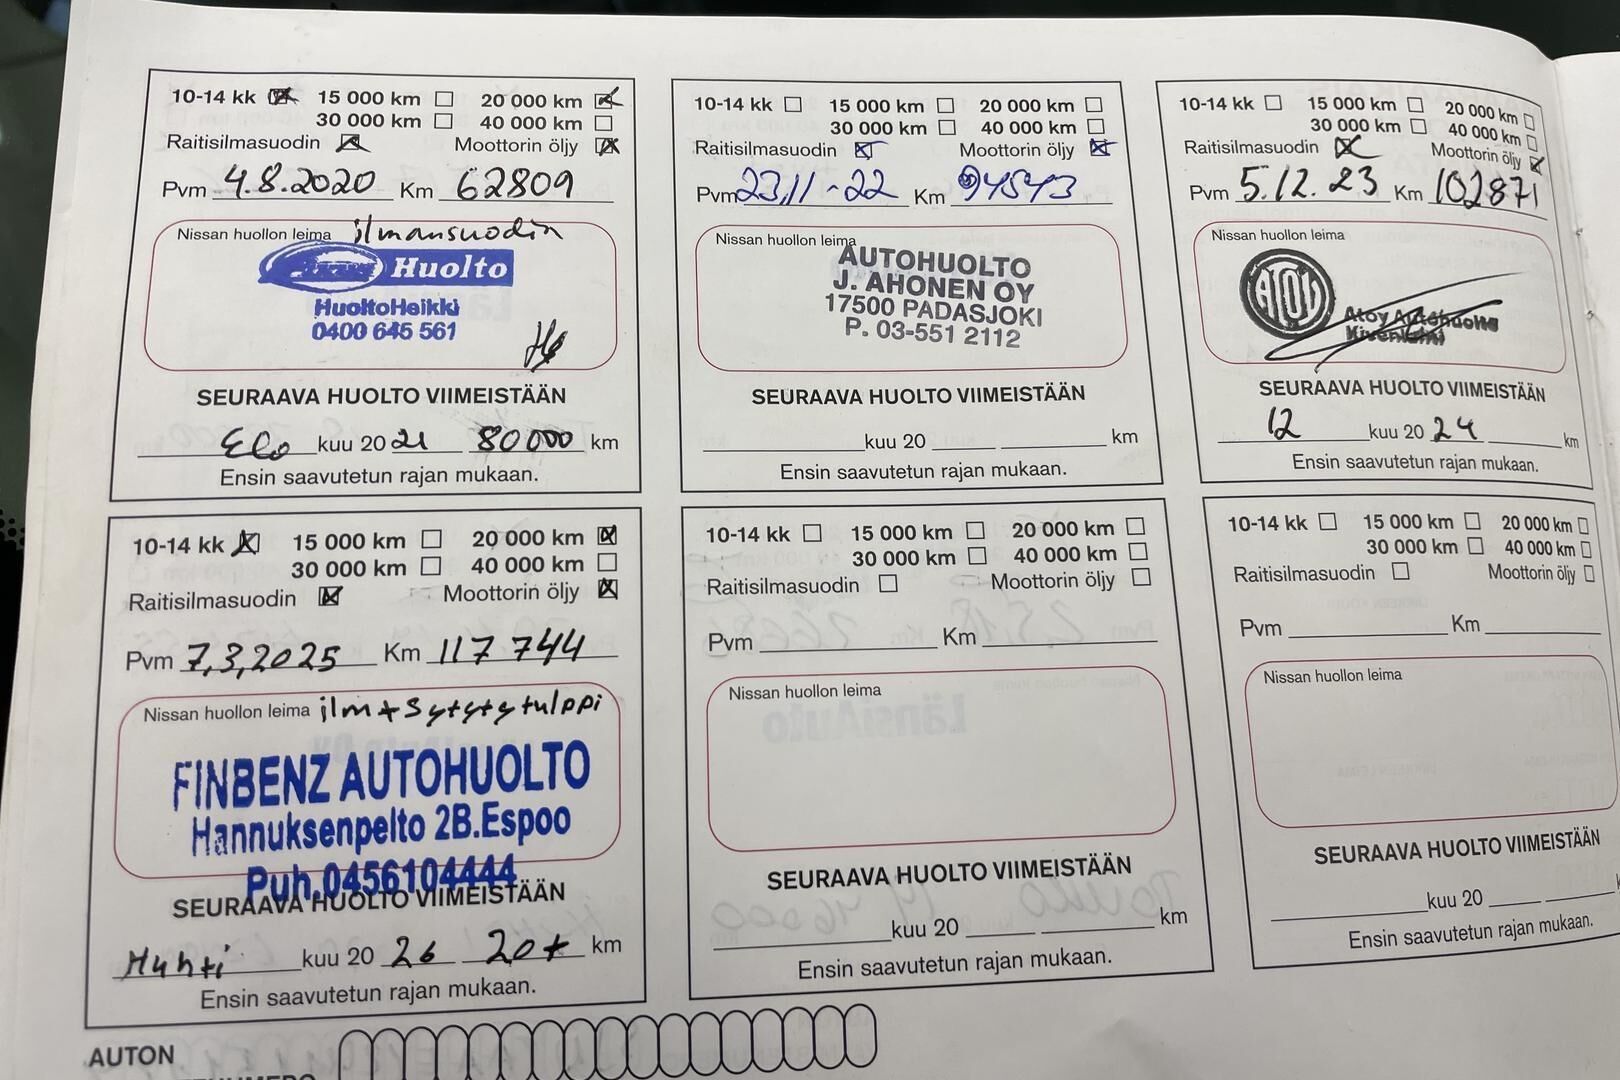 10-14 kk 15 000 km 20 000 km
30 000 km 40 000 km
Raitisilmasuodin Moottorin öljy
Pvm 4.8.2020 Km 62809
Nissan huollon leima ilmansuodin
Huolto
HuoltoHeikki
0400 645 561
SEURAAVA HUOLTO VIIMEISTÄÄN
Elo kuu 20 21 80000 km
Ensin saavutetun rajan mukaan.
10-14 kk 15 000 km 20 000 km
30 000 km 40 000 km
Raitisilmasuodin Moottorin öljy
Pvm 23,11-22 Km 94543
Nissan huollon leima
AUTOHUOLTO
J. AHONEN OY
17500 PADASJOKI
P. 03-551 2112
SEURAAVA HUOLTO VIIMEISTÄÄN
kuu 20 km
Ensin saavutetun rajan mukaan.
10-14 kk 15 000 km 20 000 km
30 000 km 40 000 km
Raitisilmasuodin Moottorin öljy
Pvm 5.12.23 Km 102871
Nissan huollon leima
Atoy Autohuolto
Kivenlahti
SEURAAVA HUOLTO VIIMEISTÄÄN
12 kuu 20 24 km
Ensin saavutetun rajan mukaan.
10-14 kk 15 000 km 20 000 km
30 000 km 40 000 km
Raitisilmasuodin Moottorin öljy
Pvm 7,3,2025 Km 117 744
Nissan huollon leima ilm+sytytytulppi
FINBENZ AUTOHUOLTO
Hannuksenpelto 2B.Espoo
Puh.0456104444
SEURAAVA HUOLTO VIIMEISTÄÄN
Huhti kuu 20 26 20+ km
Ensin saavutetun rajan mukaan.
10-14 kk 15 000 km 20 000 km
30 000 km 40 000 km
Raitisilmasuodin Moottorin öljy
Pvm Km
Nissan huollon leima
SEURAAVA HUOLTO VIIMEISTÄÄN
kuu 20 km
Ensin saavutetun rajan mukaan.
10-14 kk 15 000 km 20 000 km
30 000 km 40 000 km
Raitisilmasuodin Moottorin öljy
Pvm Km
Nissan huollon leima
SEURAAVA HUOLTO VIIMEISTÄÄN
kuu 20
Ensin saavutetun rajan mukaan.
AUTON